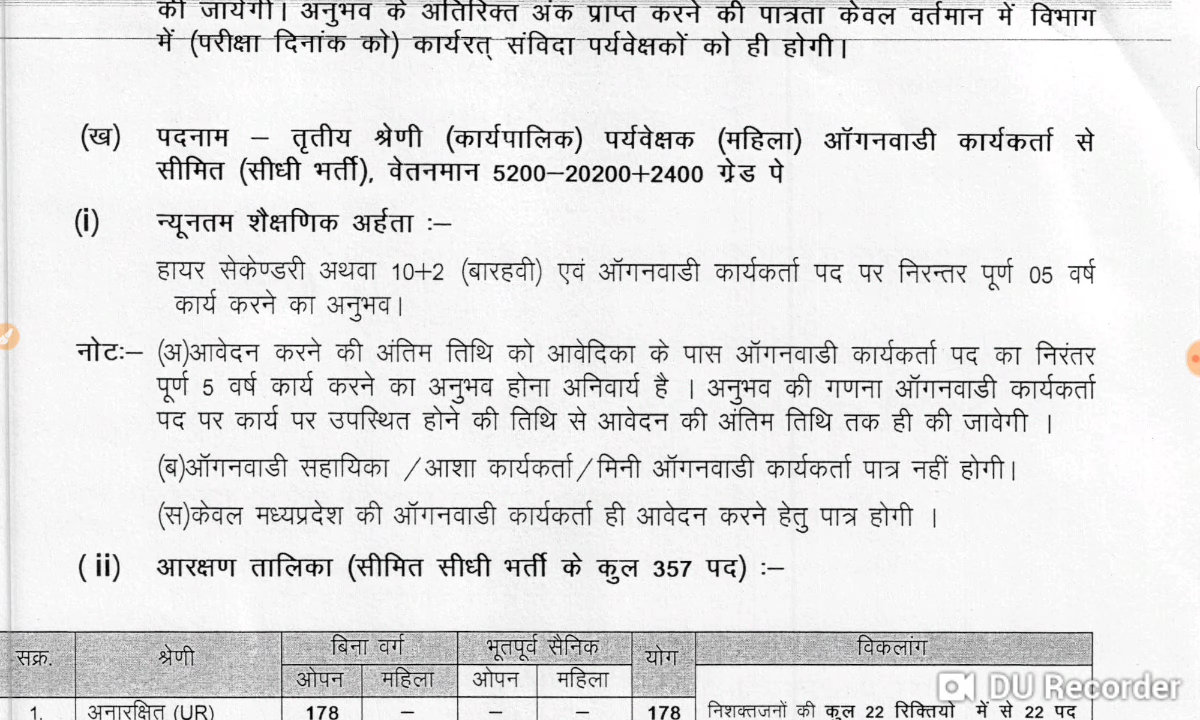 की जायेगी। अनुभव के अतिरिक्त अंक प्राप्त करने की पात्रता केवल वर्तमान में विभाग
में (परीक्षा दिनांक को) कार्यरत् संविदा पर्यवेक्षकों को ही होगी।
(ख) पदनाम – तृतीय श्रेणी (कार्यपालिक) पर्यवेक्षक (महिला) ऑगनवाडी कार्यकर्ता से
सीमित (सीधी भर्ती), वेतनमान 5200–20200+2400 ग्रेड पे
(i) न्यूनतम शैक्षणिक अर्हता :–
हायर सेकेण्डरी अथवा 10+2 (बारहवी) एवं ऑगनवाडी कार्यकर्ता पद पर निरन्तर पूर्ण 05 वर्ष
कार्य करने का अनुभव।
नोटः– (अ)आवेदन करने की अंतिम तिथि को आवेदिका के पास ऑगनवाडी कार्यकर्ता पद का निरंतर
पूर्ण 5 वर्ष कार्य करने का अनुभव होना अनिवार्य है । अनुभव की गणना ऑगनवाडी कार्यकर्ता
पद पर कार्य पर उपस्थित होने की तिथि से आवेदन की अंतिम तिथि तक ही की जावेगी ।
(ब)ऑगनवाडी सहायिका /आशा कार्यकर्ता/मिनी ऑगनवाडी कार्यकर्ता पात्र नहीं होगी।
(स)केवल मध्यप्रदेश की ऑगनवाडी कार्यकर्ता ही आवेदन करने हेतु पात्र होगी ।
(ii) आरक्षण तालिका (सीमित सीधी भर्ती के कुल 357 पद) :–
सक्र. श्रेणी बिना वर्ग भूतपूर्व सैनिक योग विकलांग
ओपन महिला ओपन महिला
1. अनारक्षित (UR) 178 – – – 178 निशक्तजनों की कुल 22 रिक्तियो में से 22 पद
DU Recorder